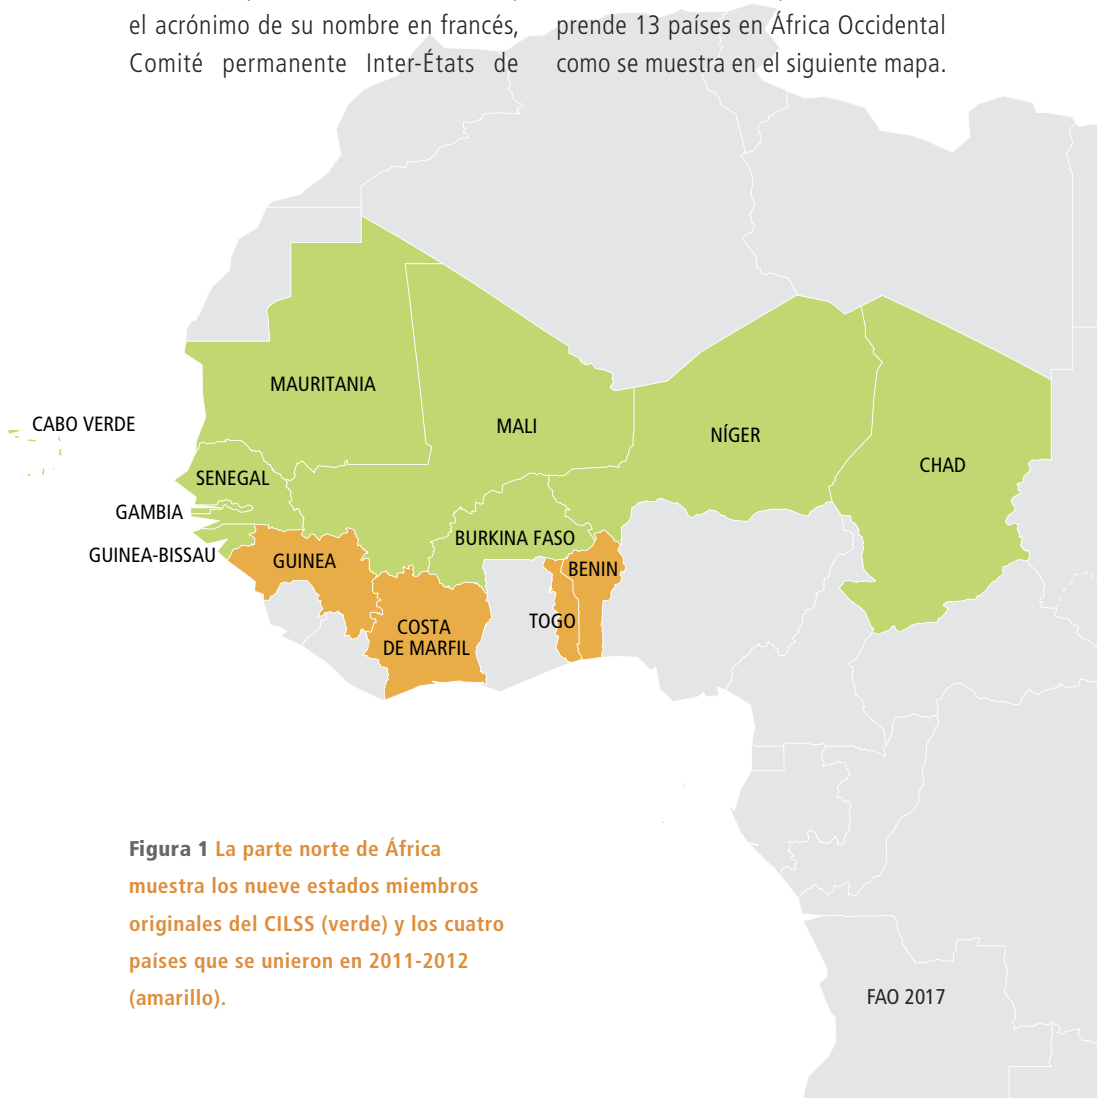 el acrónimo de su nombre en francés,
Comité permanente Inter-États de
prende 13 países en África Occidental
como se muestra en el siguiente mapa.
MAURITANIA
CABO VERDE
MALI
NÍGER
CHAD
SENEGAL
GAMBIA
BURKINA FASO
GUINEA-BISSAU
GUINEA
BENIN
TOGO
COSTA
DE MARFIL
Figura 1 La parte norte de África
muestra los nueve estados miembros
originales del CILSS (verde) y los cuatro
países que se unieron en 2011-2012
(amarillo).
FAO 2017